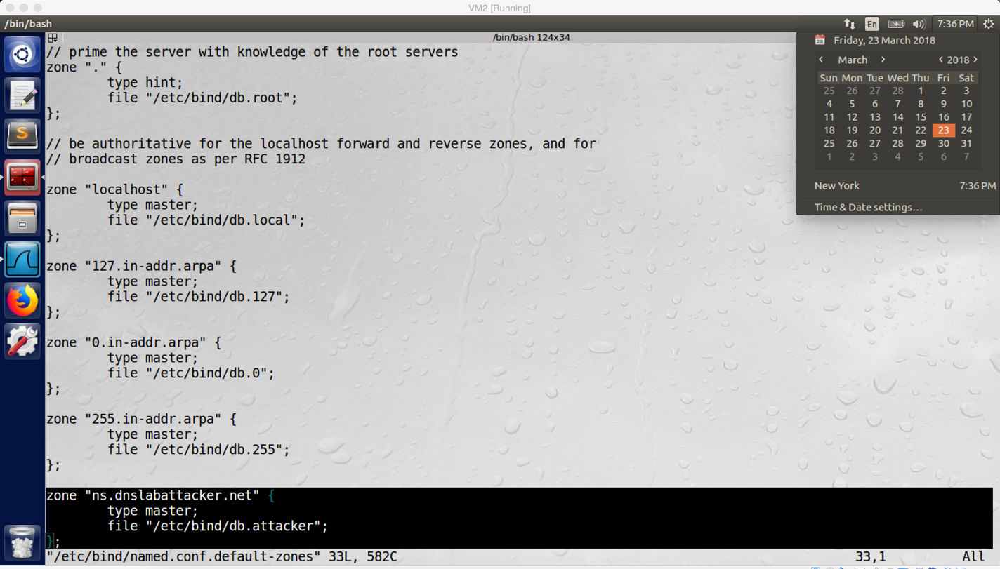 VM2 [Running]
/bin/bash
En
7:36 PM
/bin/bash 124x34
// prime the server with knowledge of the root servers
zone "." {
        type hint;
        file "/etc/bind/db.root";
};
// be authoritative for the localhost forward and reverse zones, and for
// broadcast zones as per RFC 1912
zone "localhost" {
        type master;
        file "/etc/bind/db.local";
};
zone "127.in-addr.arpa" {
        type master;
        file "/etc/bind/db.127";
};
zone "0.in-addr.arpa" {
        type master;
        file "/etc/bind/db.0";
};
zone "255.in-addr.arpa" {
        type master;
        file "/etc/bind/db.255";
};
zone "ns.dnslabattacker.net" {
        type master;
        file "/etc/bind/db.attacker";
};
"/etc/bind/named.conf.default-zones" 33L, 582C 33,1 All
28 Friday, 23 March 2018
< March > < 2018 >
Sun Mon Tue Wed Thu Fri Sat
25 26 27 28 1 2 3
4 5 6 7 8 9 10
11 12 13 14 15 16 17
18 19 20 21 22 23 24
25 26 27 28 29 30 31
1 2 3 4 5 6 7
New York 7:36 PM
Time & Date settings...
S